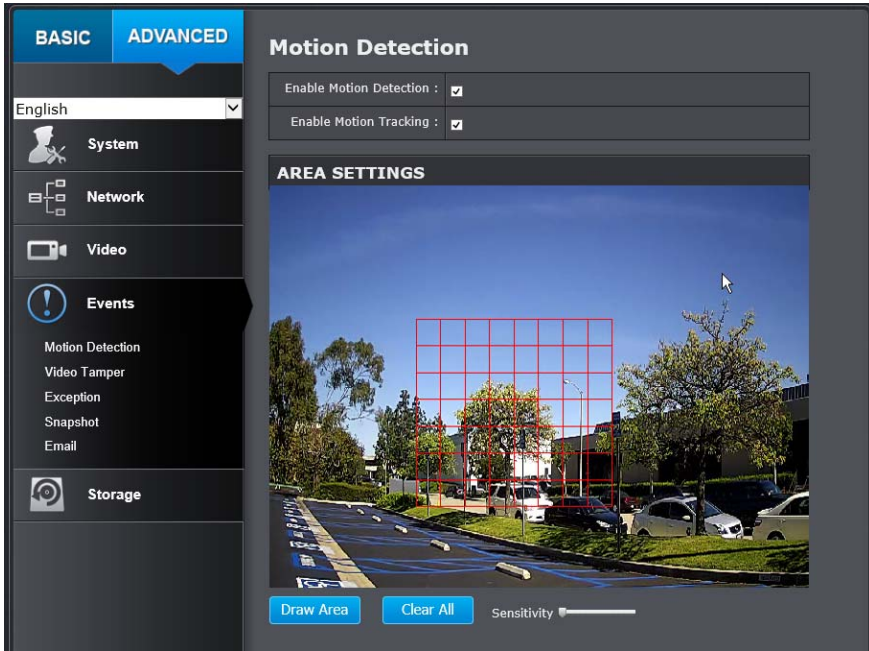 BASIC
ADVANCED
English
System
Network
Video
Events
Motion Detection
Video Tamper
Exception
Snapshot
Email
Storage
Motion Detection
Enable Motion Detection :
Enable Motion Tracking :
AREA SETTINGS
Draw Area
Clear All
Sensitivity